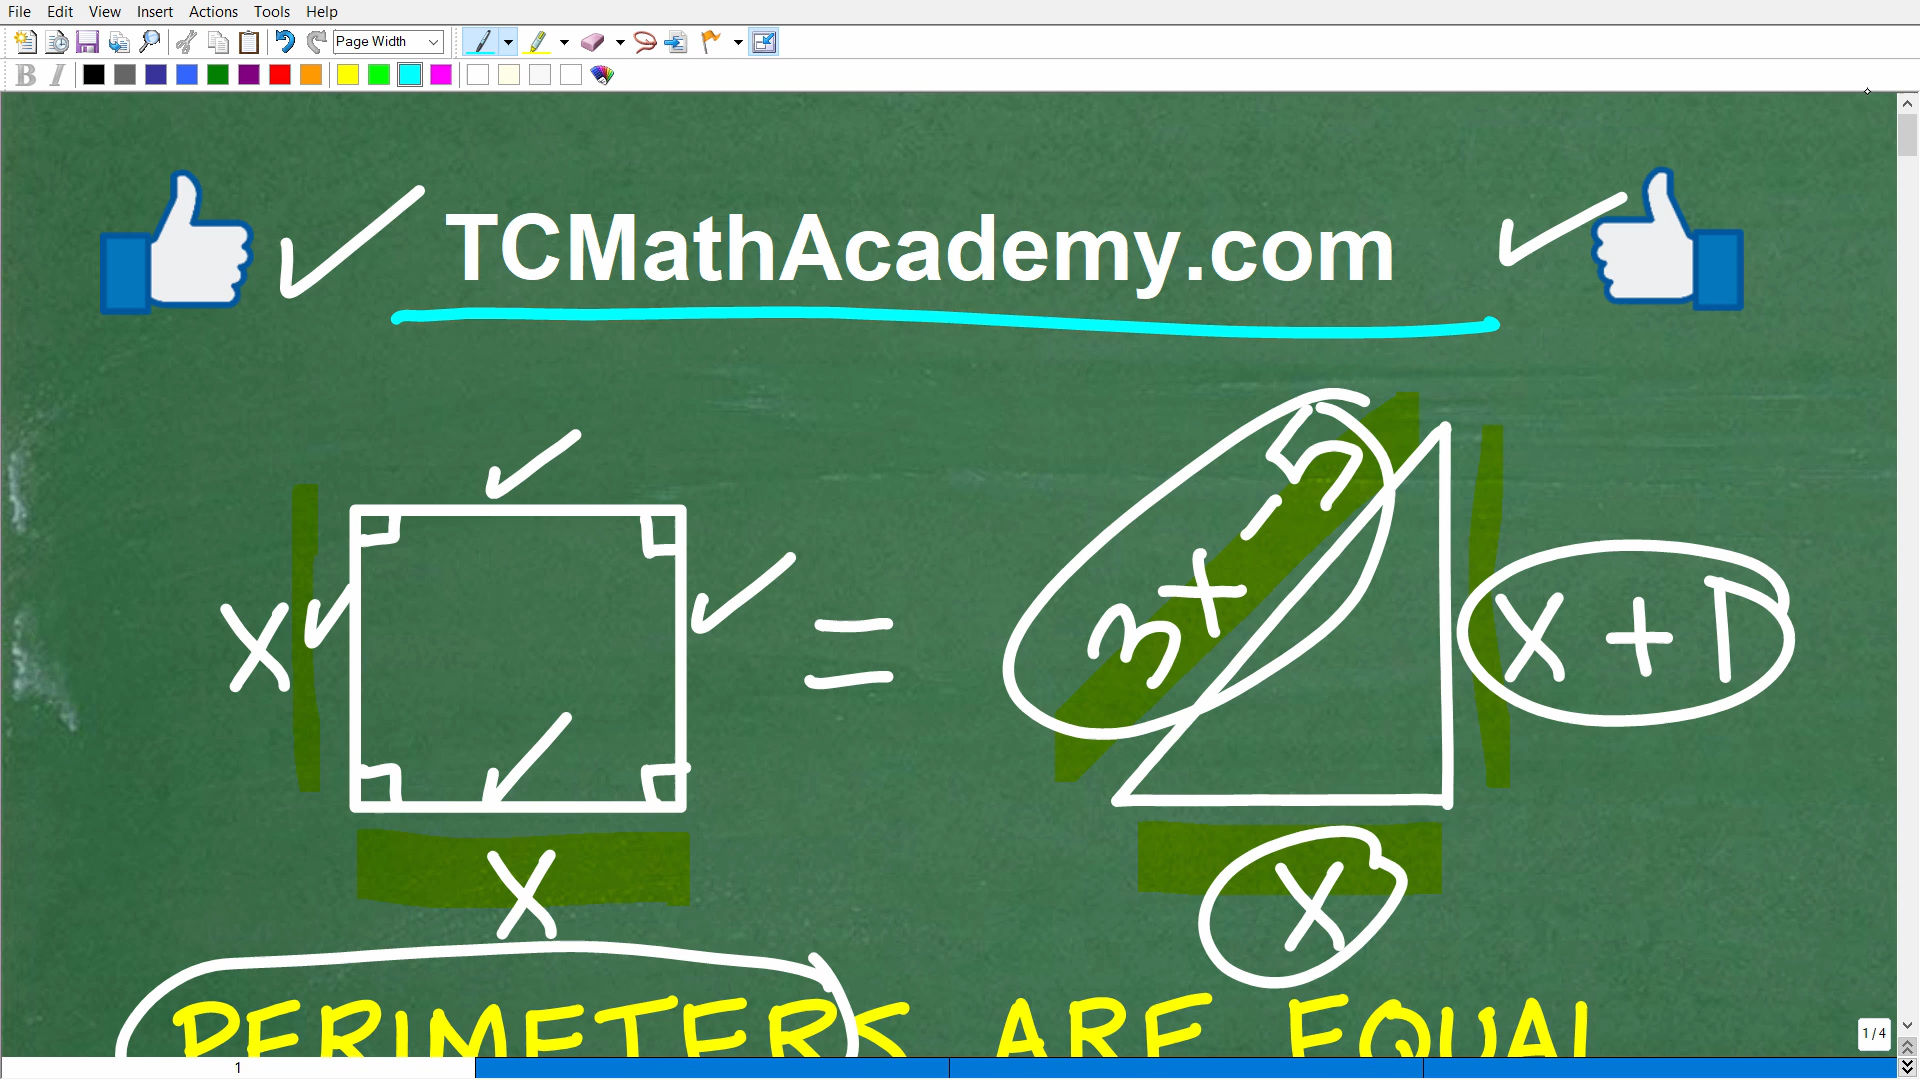 File Edit View Insert Actions Tools Help
Page Width
B I
TCMathAcademy.com
3x - 5
X
=
X + 1
X
X
PERIMETERS ARE EQUAL
1 / 4
1